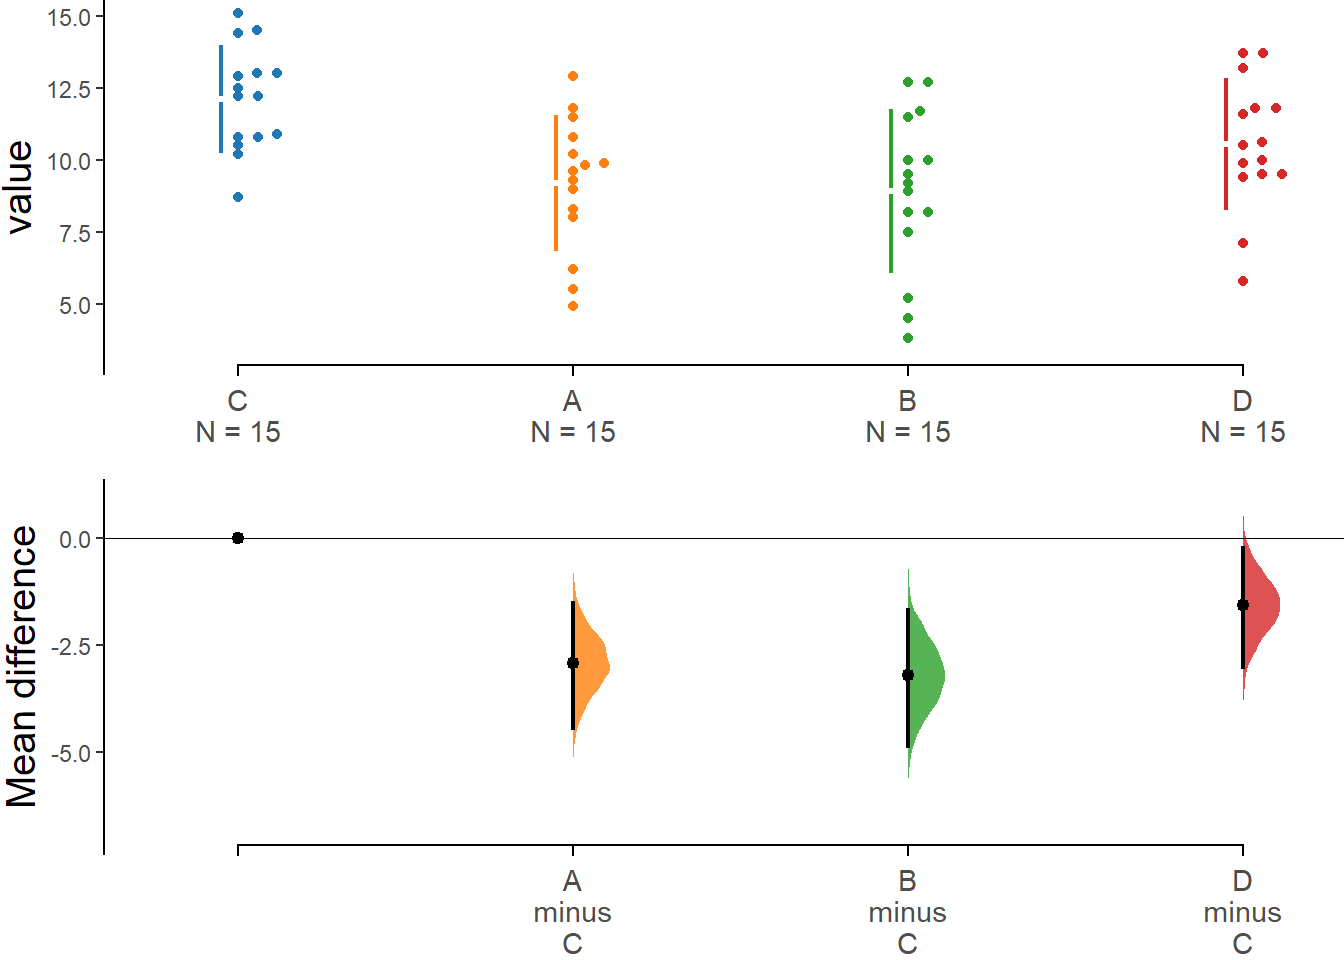 value
15.0
12.5
10.0
7.5
5.0
C
N = 15
A
N = 15
B
N = 15
D
N = 15
Mean difference
0.0
-2.5
-5.0
A
minus
C
B
minus
C
D
minus
C